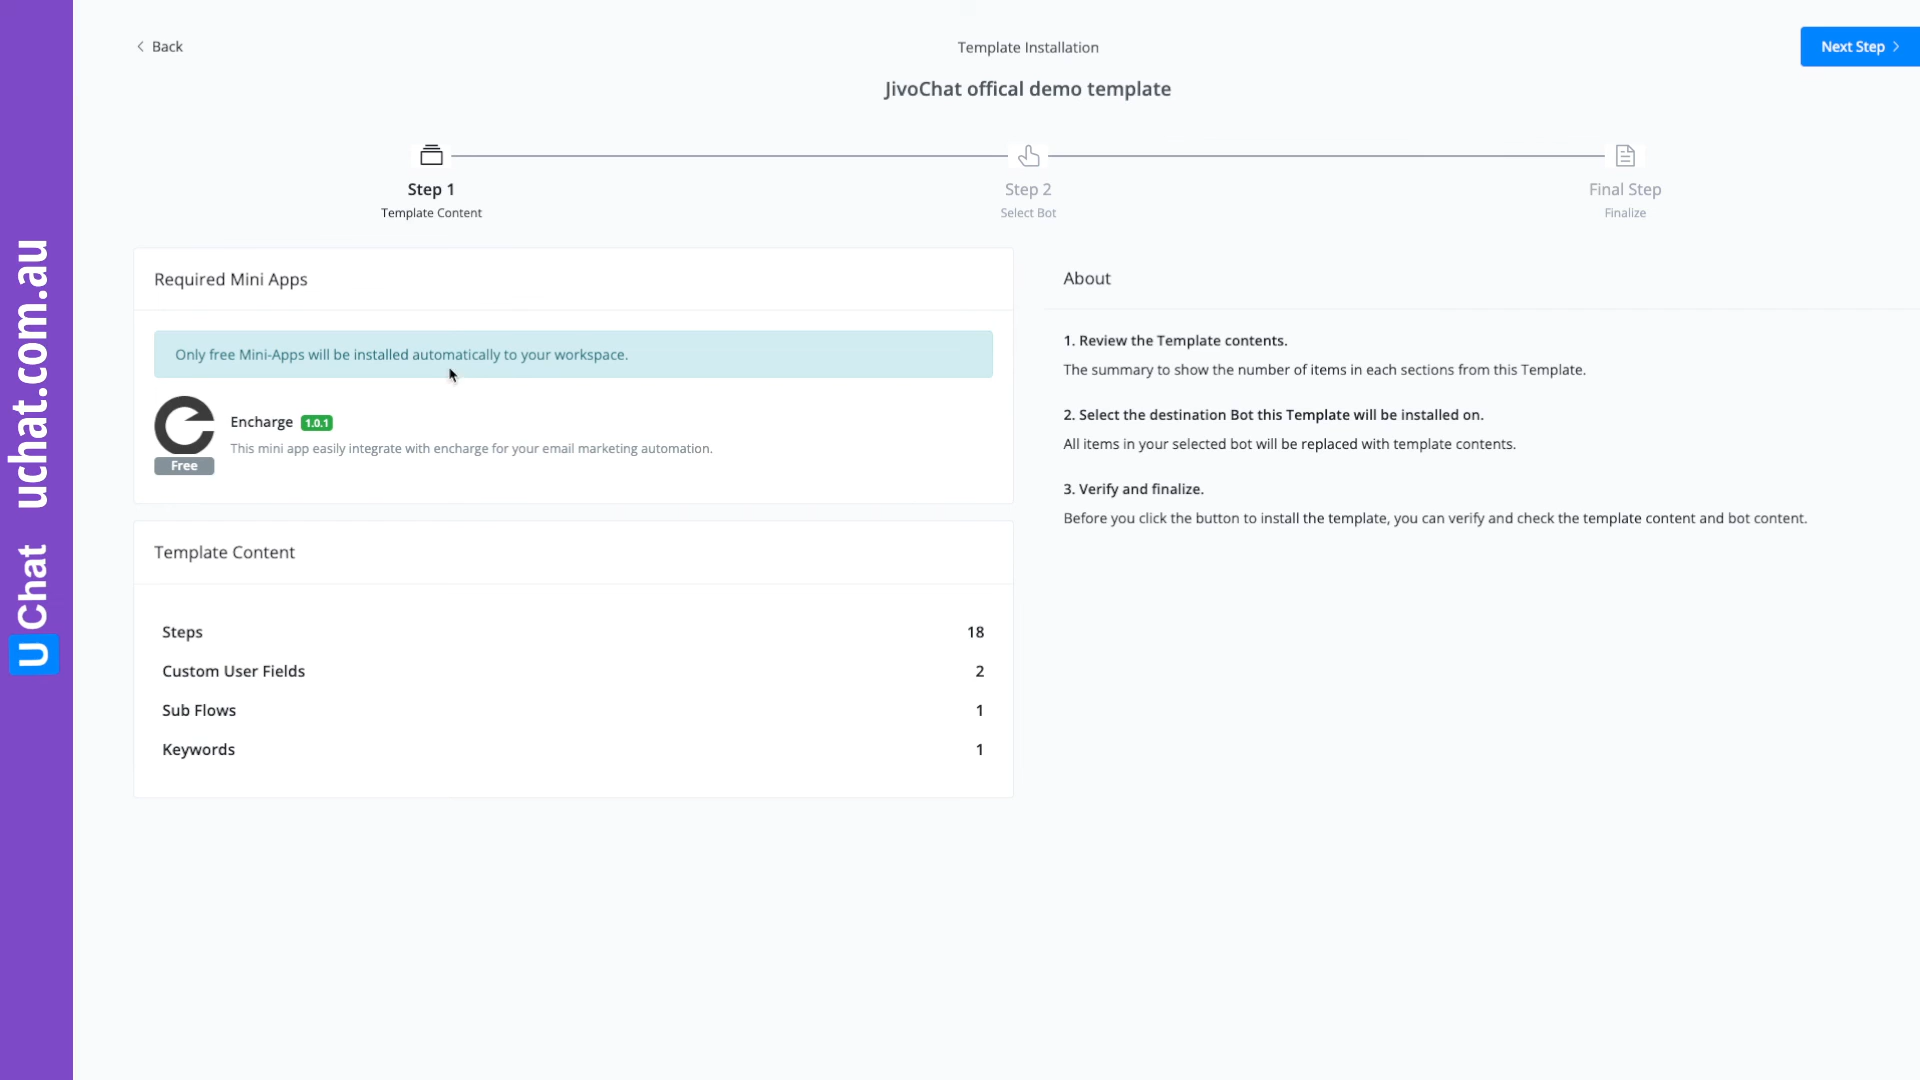 Back
Template Installation
Next Step
JivoChat offical demo template
Step 1
Template Content
Step 2
Select Bot
Final Step
Finalize
Required Mini Apps
Only free Mini-Apps will be installed automatically to your workspace.
Encharge 1.0.1
This mini app easily integrate with encharge for your email marketing automation.
Free
Template Content
Steps 18
Custom User Fields 2
Sub Flows 1
Keywords 1
About
1. Review the Template contents.
The summary to show the number of items in each sections from this Template.
2. Select the destination Bot this Template will be installed on.
All items in your selected bot will be replaced with template contents.
3. Verify and finalize.
Before you click the button to install the template, you can verify and check the template content and bot content.
U UChat uchat.com.au